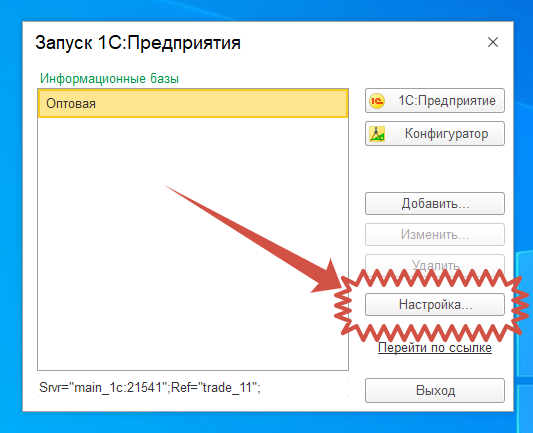 Запуск 1С:Предприятия
Информационные базы
Оптовая
1С:Предприятие
Конфигуратор
Добавить...
Изменить...
Удалить
Настройка...
Перейти по ссылке
Srvr="main_1c:21541";Ref="trade_11";
Выход